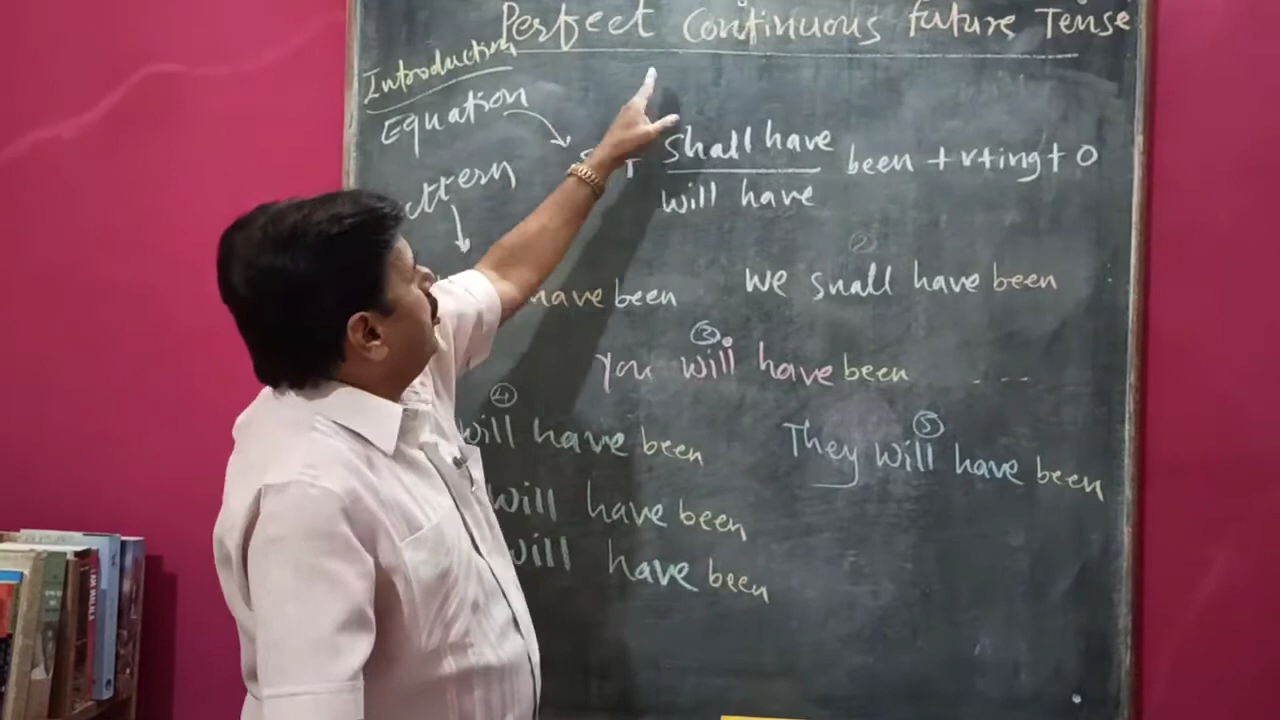 Perfect Continuous future Tense
Introduction
Equation
shall have
been + v+ing + O
will have
ttern
②
have been
we shall have been
③
you will have been ----
④
⑤
will have been
They will have been
will have been
will have been